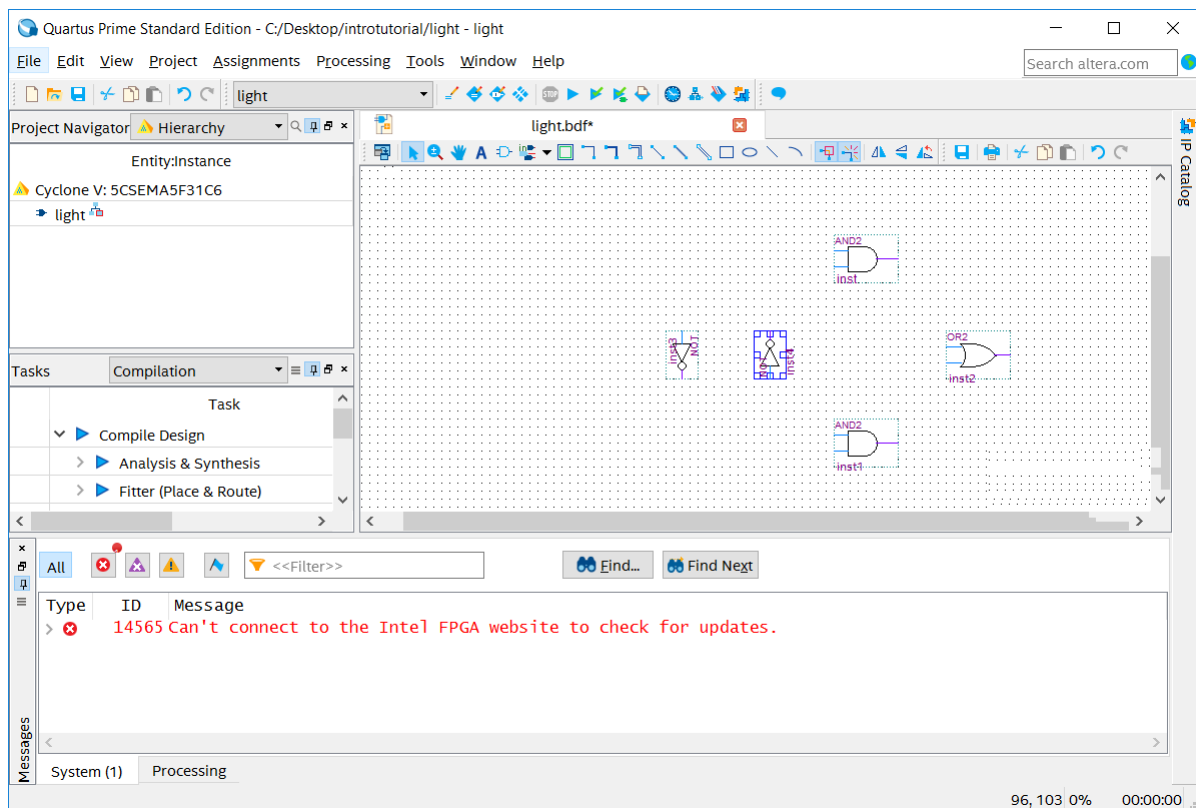 Quartus Prime Standard Edition - C:/Desktop/introtutorial/light - light
File Edit View Project Assignments Processing Tools Window Help
Search altera.com
light
Project Navigator Hierarchy
light.bdf*
IP Catalog
Entity:Instance
Cyclone V: 5CSEMA5F31C6
light
AND2
inst
inst3
NOT
NOT
inst4
OR2
inst2
AND2
inst1
Tasks Compilation
Task
Compile Design
Analysis & Synthesis
Fitter (Place & Route)
All
<<Filter>>
Find...
Find Next
Type ID Message
14565 Can't connect to the Intel FPGA website to check for updates.
Messages
System (1) Processing
96, 103 0% 00:00:00